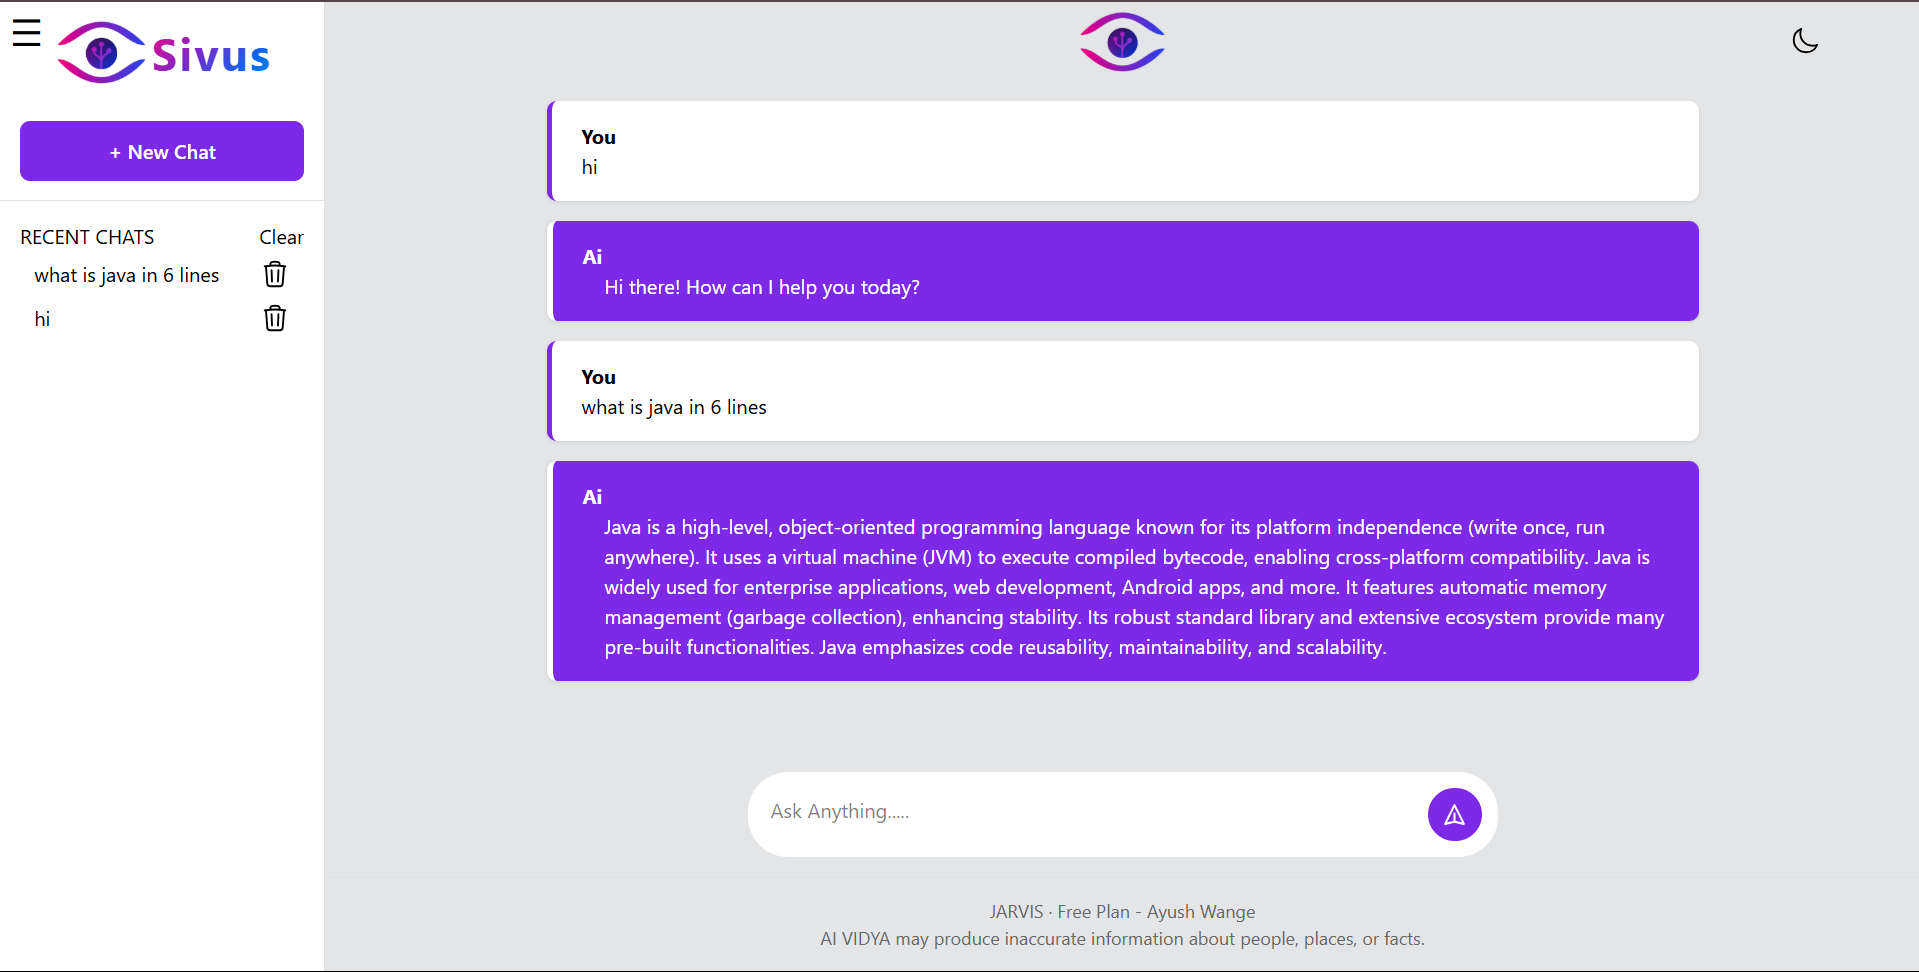 Sivus
+ New Chat
RECENT CHATS
Clear
what is java in 6 lines
hi
You
hi
Ai
Hi there! How can I help you today?
You
what is java in 6 lines
Ai
Java is a high-level, object-oriented programming language known for its platform independence (write once, run
anywhere). It uses a virtual machine (JVM) to execute compiled bytecode, enabling cross-platform compatibility. Java is
widely used for enterprise applications, web development, Android apps, and more. It features automatic memory
management (garbage collection), enhancing stability. Its robust standard library and extensive ecosystem provide many
pre-built functionalities. Java emphasizes code reusability, maintainability, and scalability.
Ask Anything.....
JARVIS · Free Plan - Ayush Wange
AI VIDYA may produce inaccurate information about people, places, or facts.